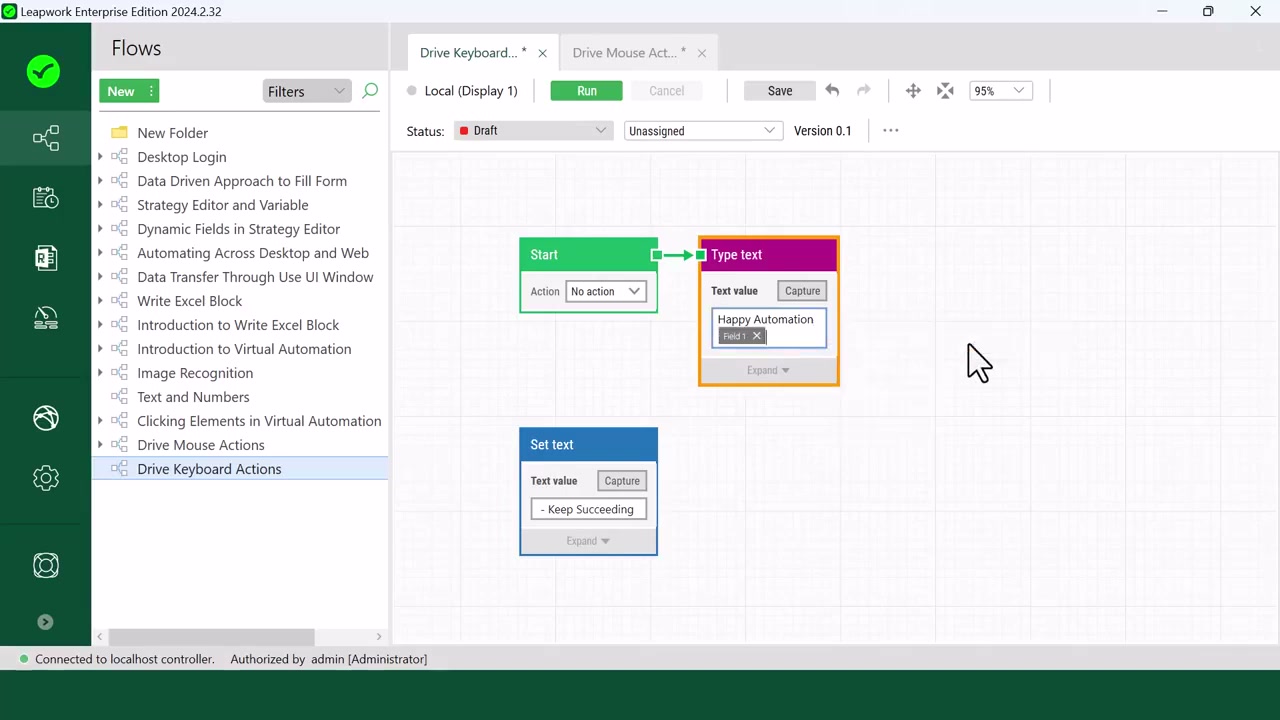 Leapwork Enterprise Edition 2024.2.32
Flows
New
Filters
New Folder
Desktop Login
Data Driven Approach to Fill Form
Strategy Editor and Variable
Dynamic Fields in Strategy Editor
Automating Across Desktop and Web
Data Transfer Through Use UI Window
Write Excel Block
Introduction to Write Excel Block
Introduction to Virtual Automation
Image Recognition
Text and Numbers
Clicking Elements in Virtual Automation
Drive Mouse Actions
Drive Keyboard Actions
Drive Keyboard... *
Drive Mouse Act... *
Local (Display 1)
Run
Cancel
Save
95%
Status:
Draft
Unassigned
Version 0.1
Start
Action
No action
Type text
Text value
Capture
Happy Automation
Field 1
Expand
Set text
Text value
Capture
- Keep Succeeding
Expand
Connected to localhost controller.
Authorized by admin [Administrator]